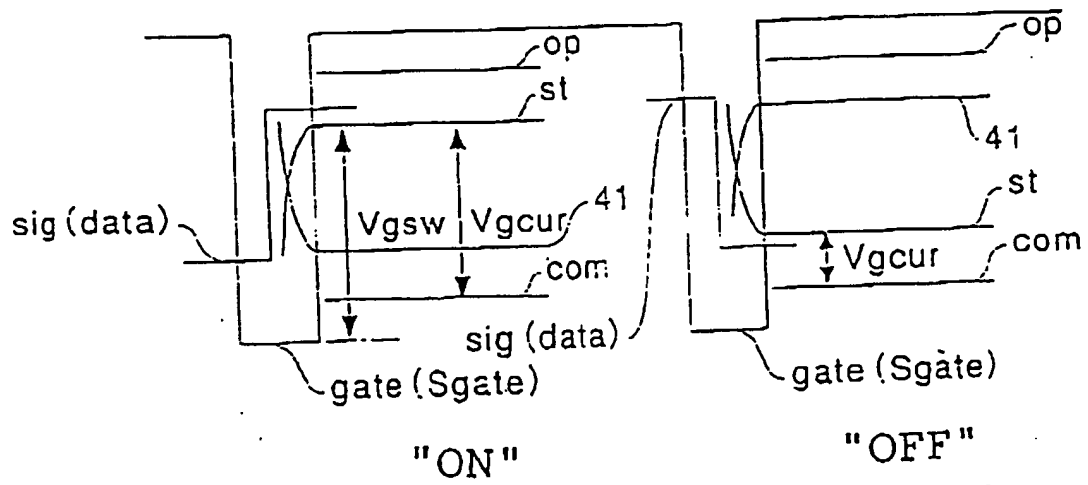 op
st
sig (data)
Vgsw
Vgcur
41
com
gate (Sgate)
"ON"
op
41
st
Vgcur
com
sig (data)
gate (Sgate)
"OFF"